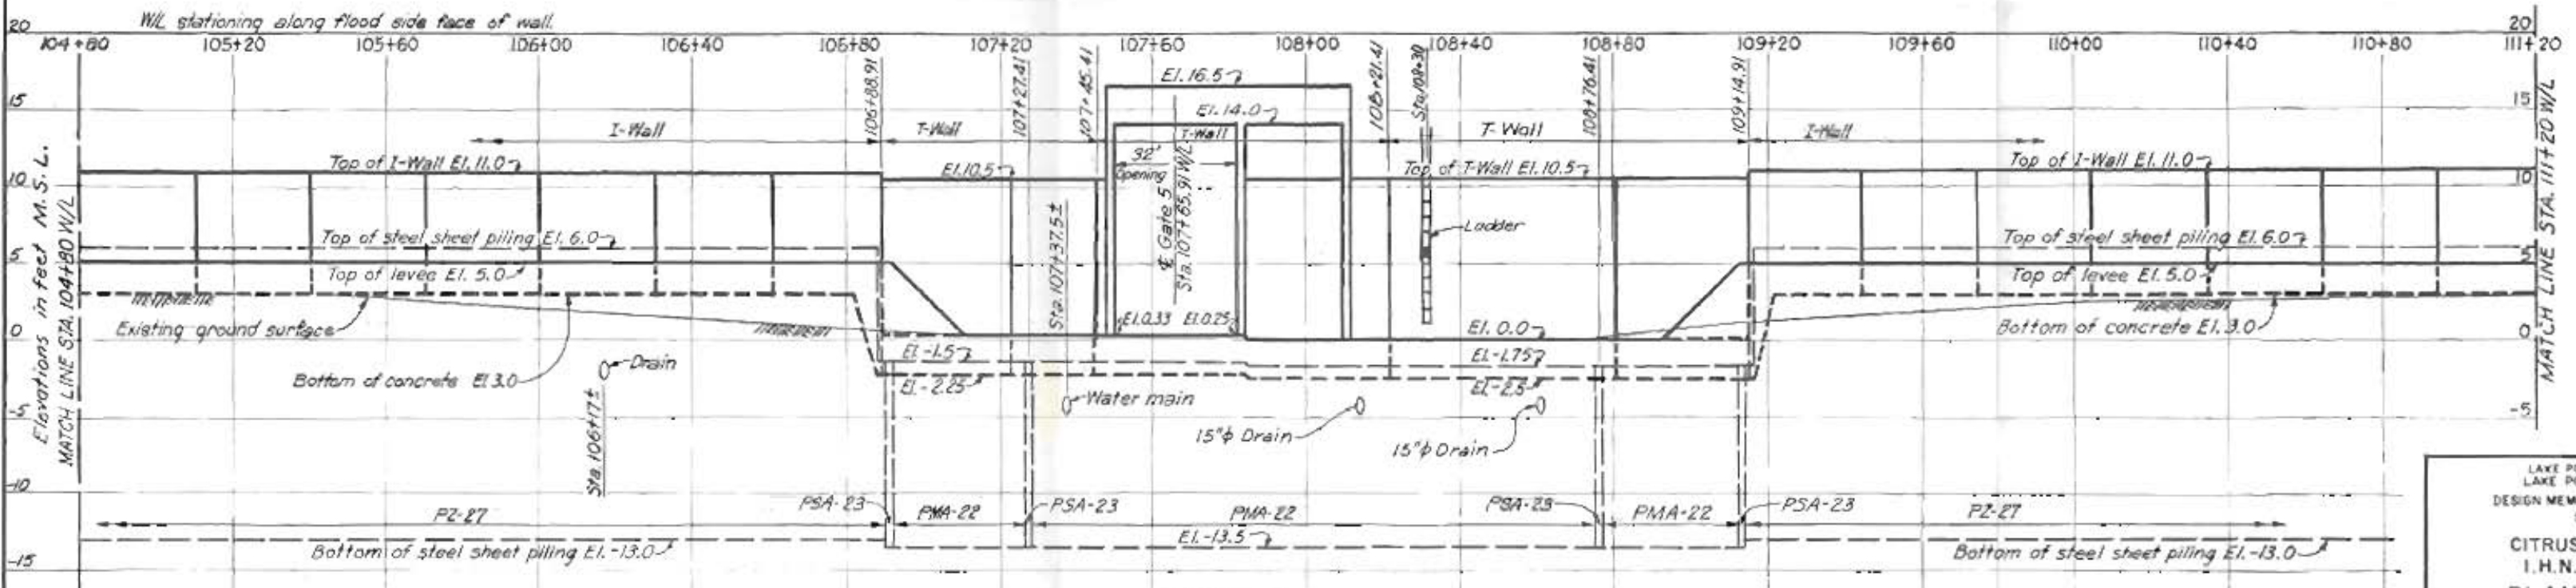 W/L stationing along flood side face of wall.
20 20
104+80 105+20 105+60 106+00 106+40 106+80 107+20 107+60 108+00 108+40 108+80 109+20 109+60 110+00 110+40 110+80 111+20
106+88.91
107+27.41
107+45.41
108+21.41
Sta. 108+30
108+76.41
109+14.91
El. 16.5
15 15
El. 14.0
I-Wall T-Wall T-Wall T-Wall I-Wall
32'
Opening
Top of I-Wall El. 11.0 El. 10.5 Top of T-Wall El. 10.5 Top of I-Wall El. 11.0
10 10
℄ Gate 5
Sta. 107+65.91 W/L
Sta. 107+37.5±
Ladder
Top of steel sheet piling El. 6.0 Top of steel sheet piling El. 6.0
5 5
Top of levee El. 5.0 Top of levee El. 5.0
Elevations in feet M.S.L.
MATCH LINE STA. 104+80 W/L
MATCH LINE STA. 111+20 W/L
Existing ground surface El. 0.33 El. 0.25 El. 0.0 Bottom of concrete El. 3.0
0 0
El. -1.5 El. -1.75
Drain
Bottom of concrete El 3.0 El. -2.25 El. -2.5
Water main
-5 -5
Sta. 106+17±
15"ϕ Drain 15"ϕ Drain
-10
PZ-27 PSA-23 PMA-22 PSA-23 PMA-22 PSA-23 PMA-22 PSA-23 PZ-27
Bottom of steel sheet piling El. -13.0 El. -13.5 Bottom of steel sheet piling El. -13.0
-15
LAKE
LAKE
DESIGN
CITRUS
I.H.N.